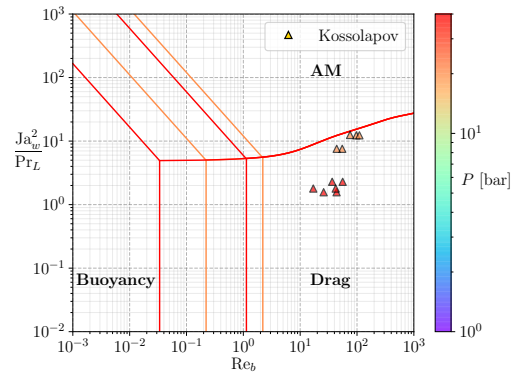 Kossolapov
AM
Buoyancy
Drag
Ja_w^2 / Pr_L
10^3
10^2
10^1
10^0
10^{-1}
10^{-2}
10^{-3} 10^{-2} 10^{-1} 10^0 10^1 10^2 10^3
Re_b
10^1
P [bar]
10^0